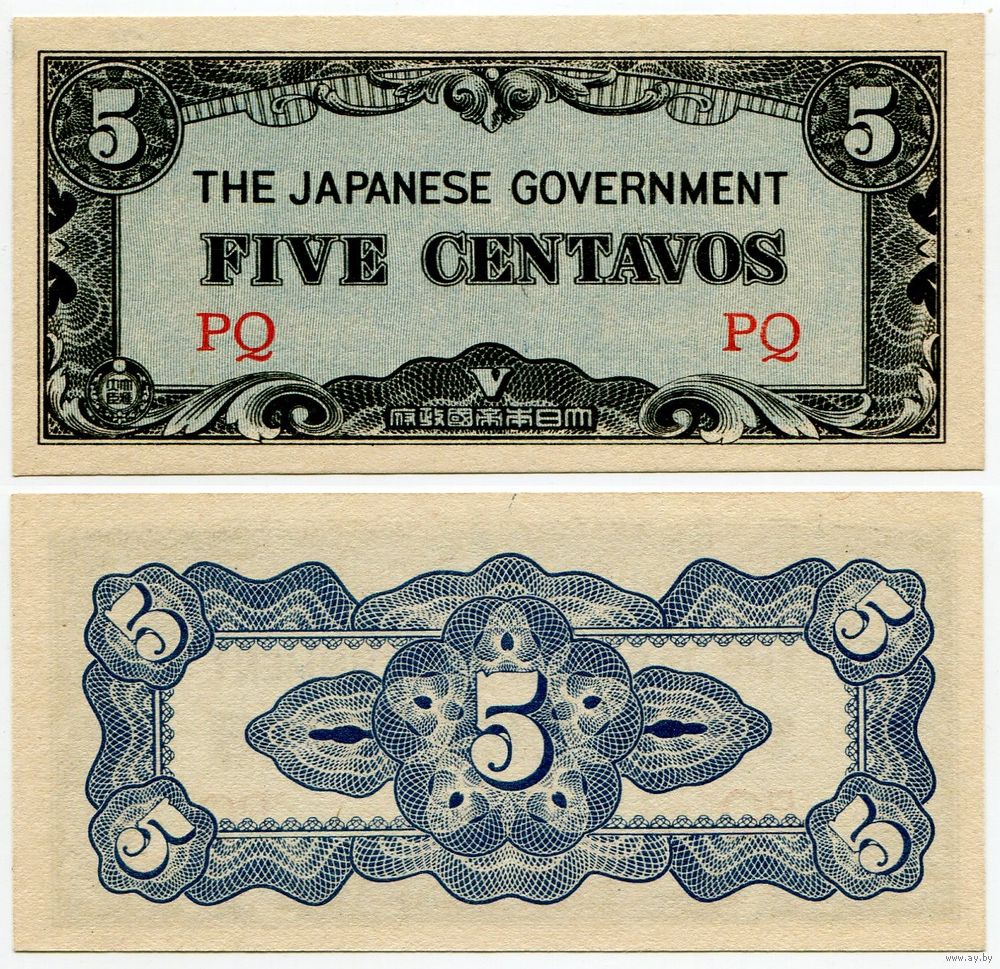 5 5
THE JAPANESE GOVERNMENT
FIVE CENTAVOS
PQ PQ
V
大日本帝國政府
5 5
5
5 5
www.ay.by